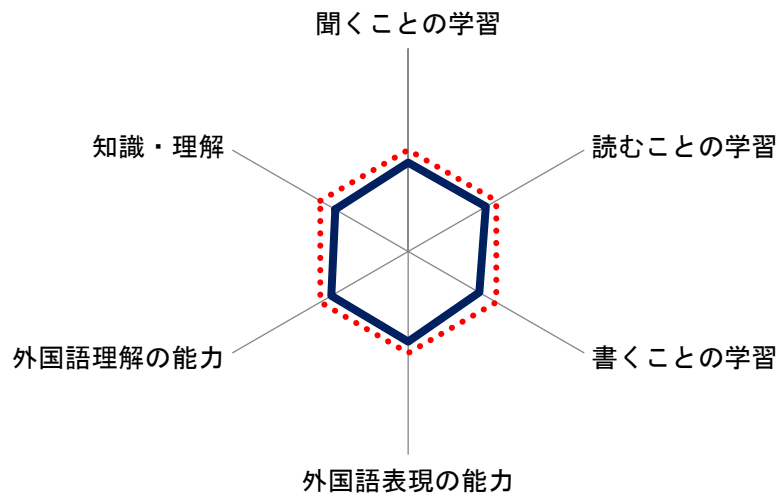 聞くことの学習
知識・理解
読むことの学習
外国語理解の能力
書くことの学習
外国語表現の能力